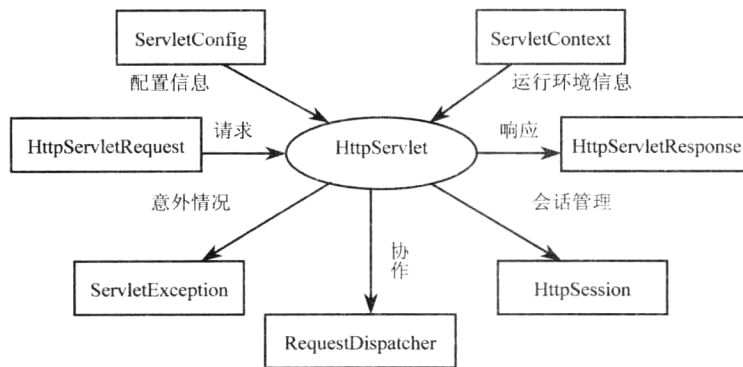 ServletConfig
ServletContext
配置信息
运行环境信息
请求
响应
HttpServletRequest
HttpServlet
HttpServletResponse
意外情况
会话管理
协
作
ServletException
HttpSession
RequestDispatcher